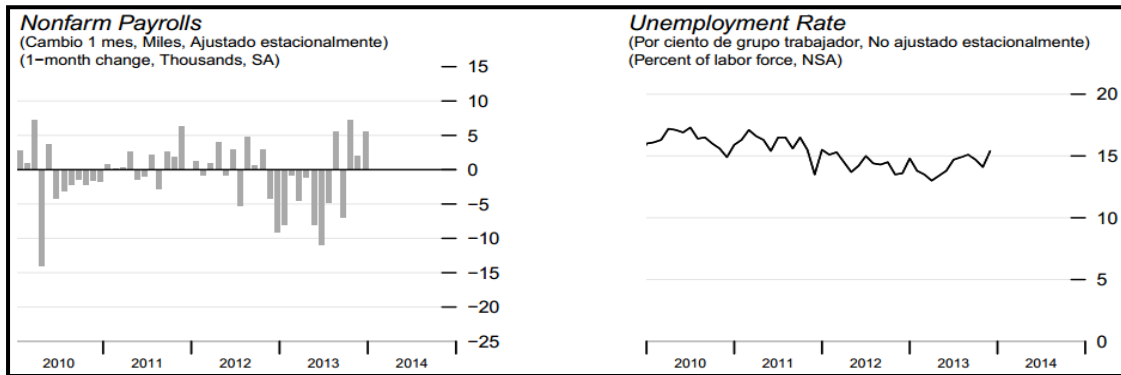 Nonfarm Payrolls
(Cambio 1 mes, Miles, Ajustado estacionalmente)
(1−month change, Thousands, SA)
15
10
5
0
−5
−10
−15
−20
−25
2010 2011 2012 2013 2014
Unemployment Rate
(Por ciento de grupo trabajador, No ajustado estacionalmente)
(Percent of labor force, NSA)
20
15
10
5
0
2010 2011 2012 2013 2014